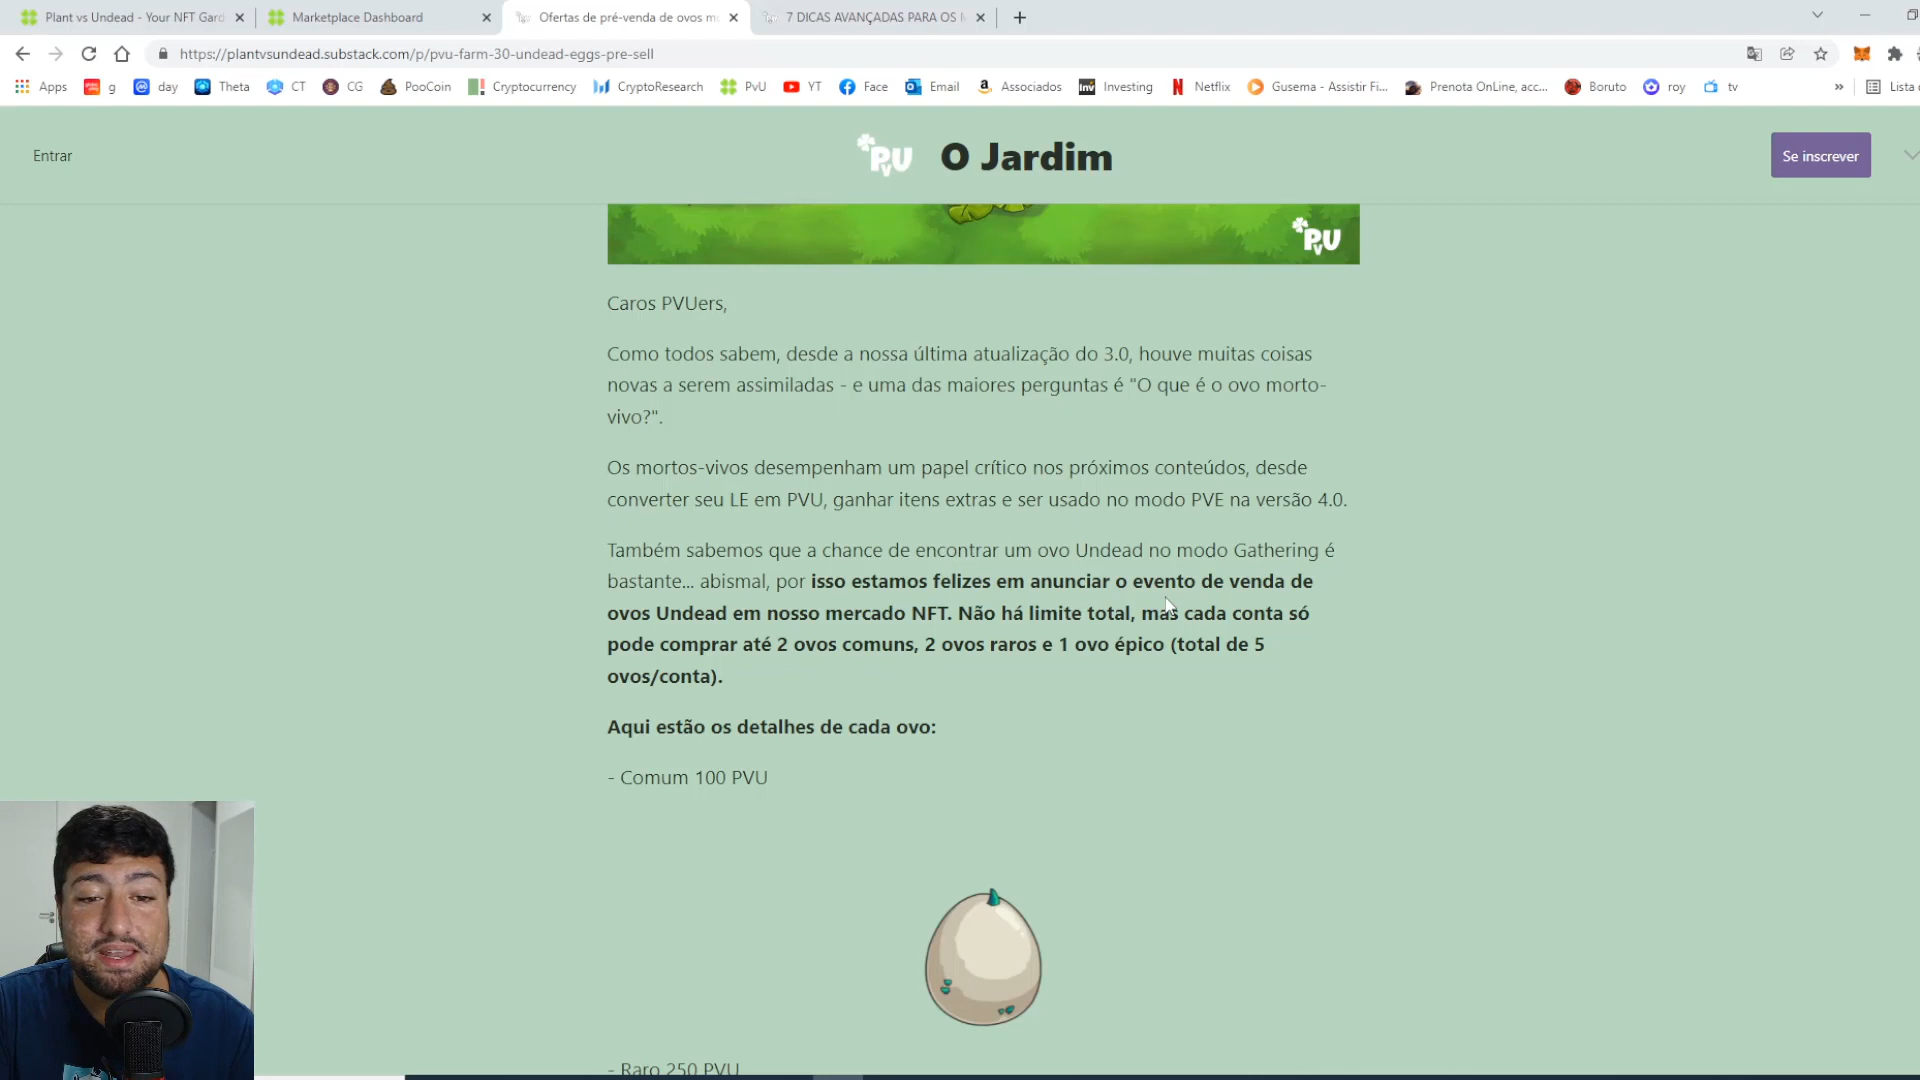 Plant vs Undead - Your NFT Gard
Marketplace Dashboard
Ofertas de pré-venda de ovos m
7 DICAS AVANÇADAS PARA OS
https://plantvsundead.substack.com/p/pvu-farm-30-undead-eggs-pre-sell
Apps
g
day
Theta
CT
CG
PooCoin
Cryptocurrency
CryptoResearch
PvU
YT
Face
Email
Associados
Inv
Investing
Netflix
Gusema - Assistir Fi...
Prenota OnLine, acc...
Boruto
roy
tv
»
Lista
Entrar
PvU
O Jardim
Se inscrever
PvU
Caros PVUers,
Como todos sabem, desde a nossa última atualização do 3.0, houve muitas coisas
novas a serem assimiladas - e uma das maiores perguntas é "O que é o ovo morto-
vivo?".
Os mortos-vivos desempenham um papel crítico nos próximos conteúdos, desde
converter seu LE em PVU, ganhar itens extras e ser usado no modo PVE na versão 4.0.
Também sabemos que a chance de encontrar um ovo Undead no modo Gathering é
bastante... abismal, por isso estamos felizes em anunciar o evento de venda de
ovos Undead em nosso mercado NFT. Não há limite total, mas cada conta só
pode comprar até 2 ovos comuns, 2 ovos raros e 1 ovo épico (total de 5
ovos/conta).
Aqui estão os detalhes de cada ovo:
- Comum 100 PVU
- Raro 250 PVU